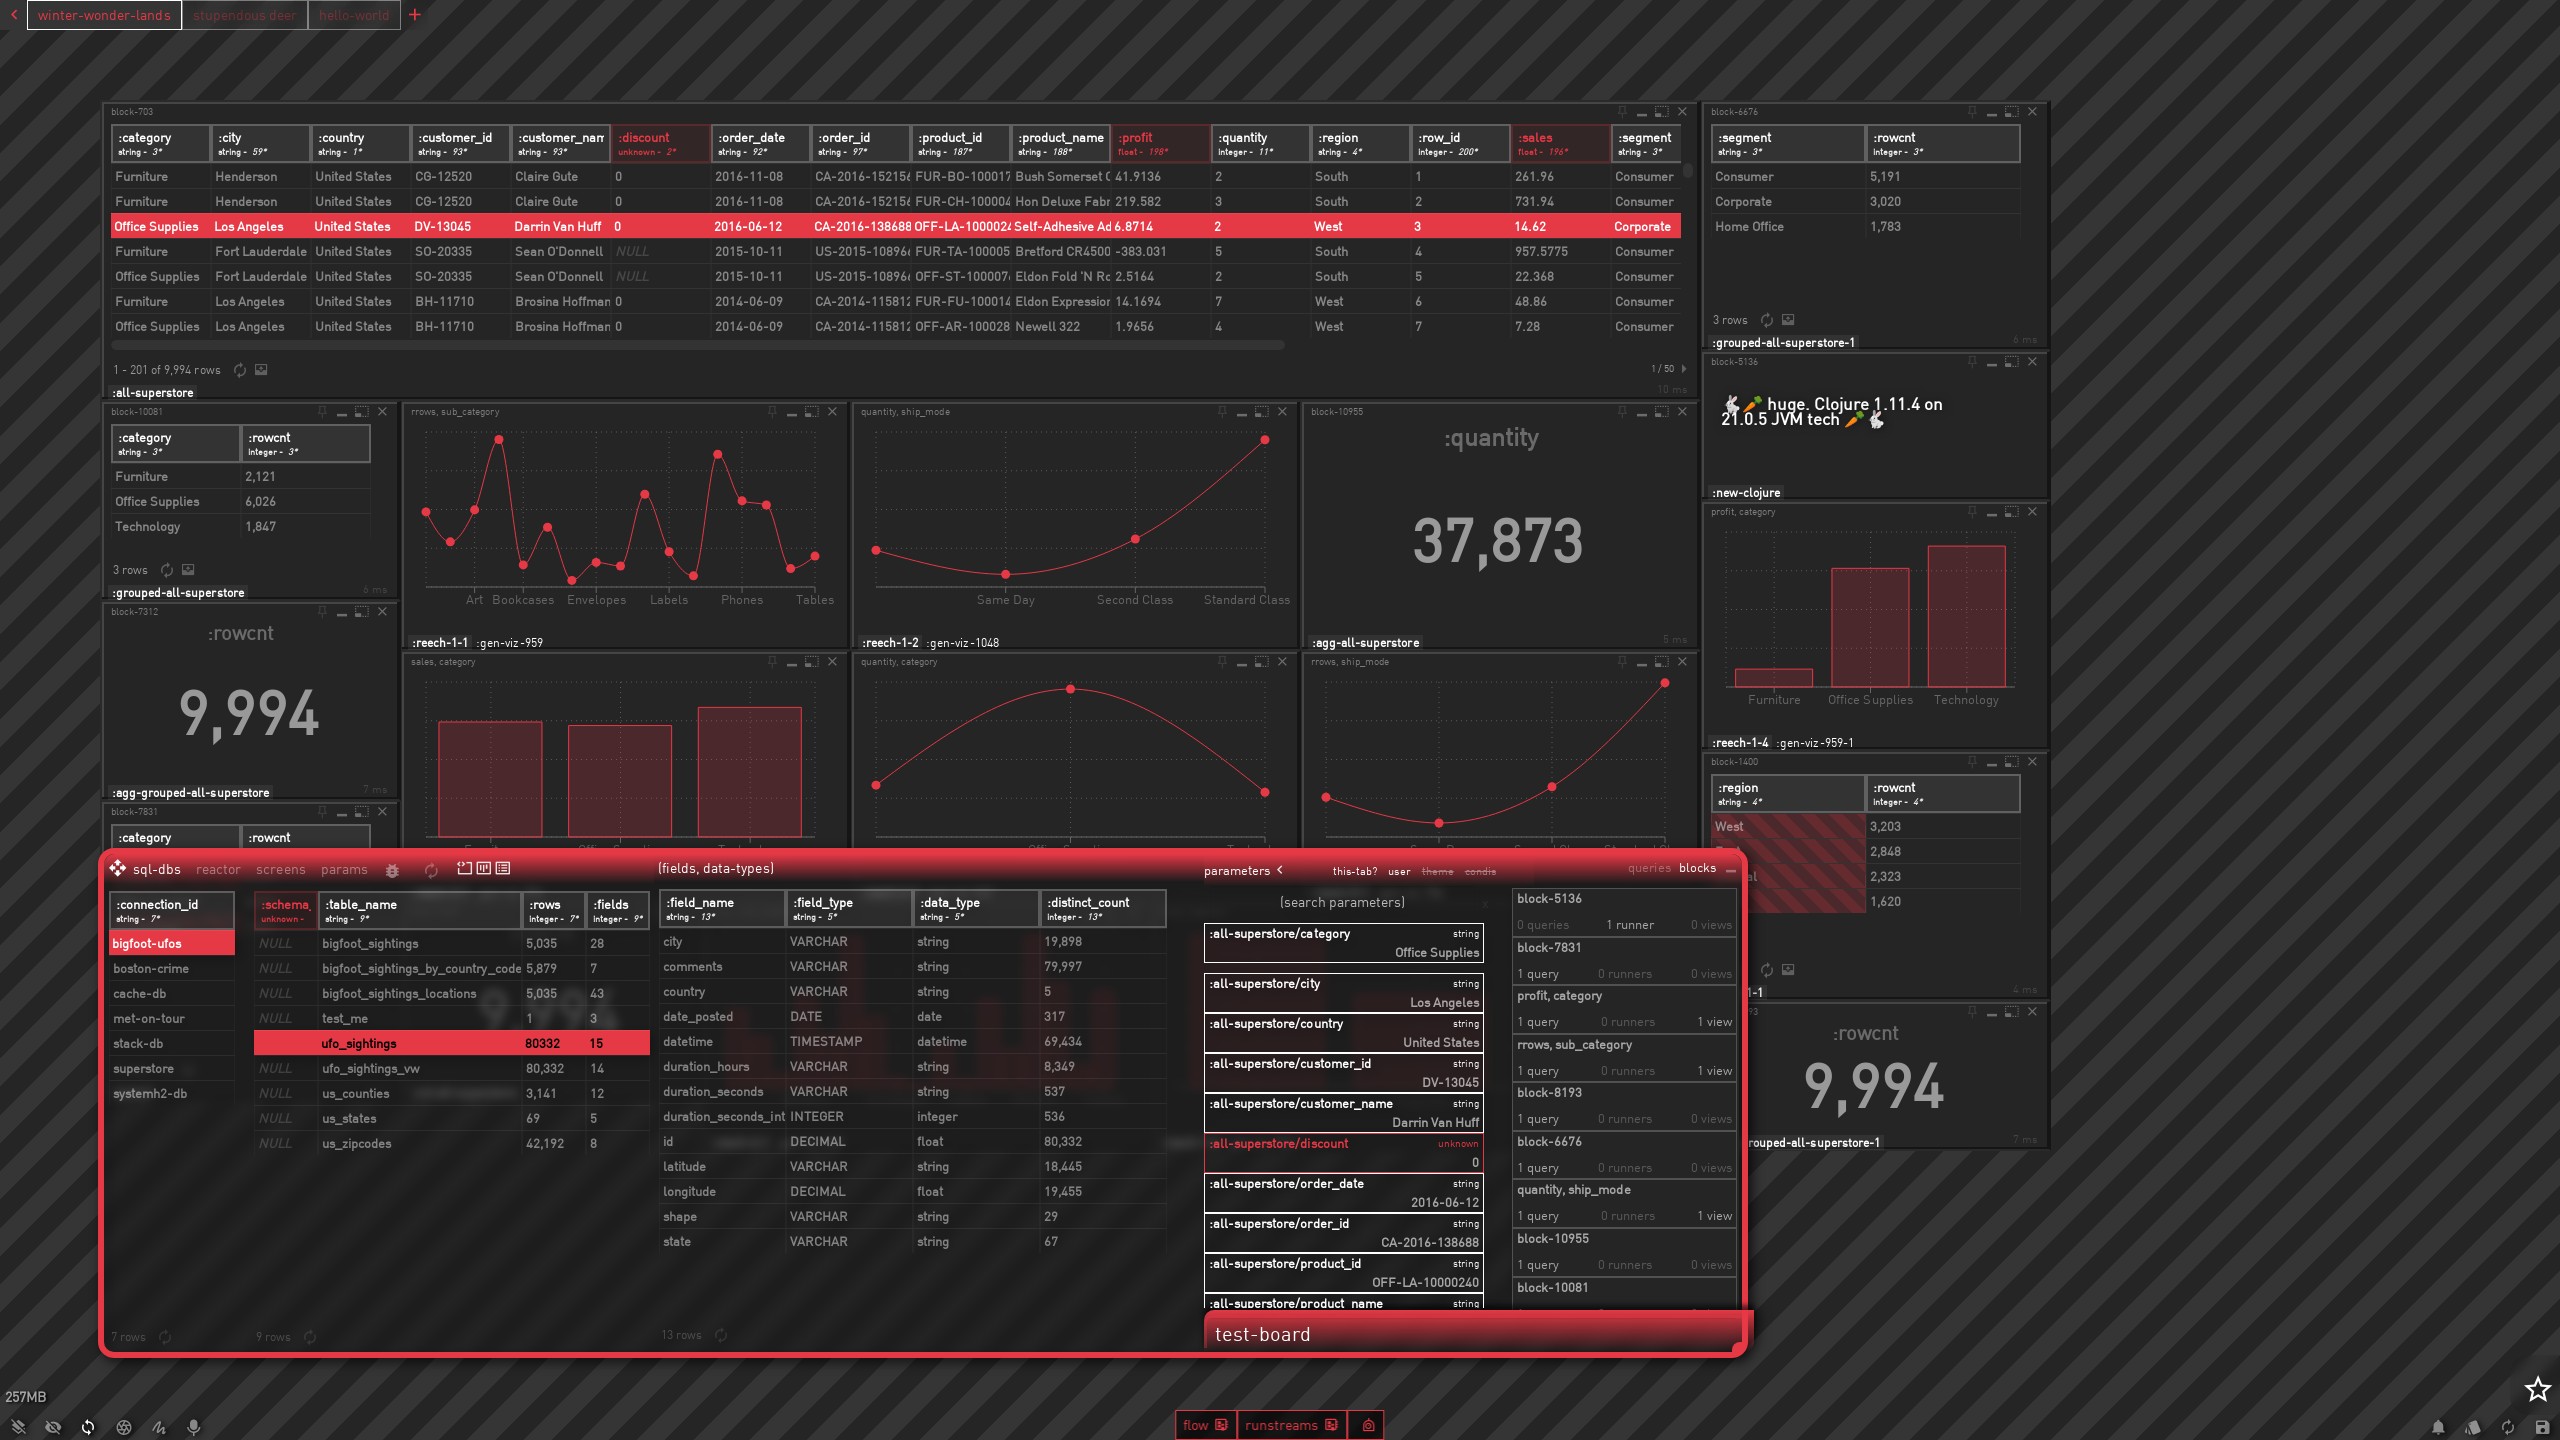 winter-wonder-lands stupendous deer hello-world +
block-703
:category :city :country :customer_id :customer_nam :discount :order_date :order_id :product_id :product_name :profit :quantity :region :row_id :sales :segment
string - 3* string - 59* string - 1* string - 93* string - 93* unknown - 2* string - 92* string - 97* string - 187* string - 188* float - 198* integer - 11* string - 4* integer - 200* float - 196* string - 3*
Furniture Henderson United States CG-12520 Claire Gute 0 2016-11-08 CA-2016-152156 FUR-BO-10001 Bush Somerset 41.9136 2 South 1 261.96 Consumer
Furniture Henderson United States CG-12520 Claire Gute 0 2016-11-08 CA-2016-152156 FUR-CH-100004 Hon Deluxe Fabr 219.582 3 South 2 731.94 Consumer
Office Supplies Los Angeles United States DV-13045 Darrin Van Huff 0 2016-06-12 CA-2016-138688 OFF-LA-1000024 Self-Adhesive Ad 6.8714 2 West 3 14.62 Corporate
Furniture Fort Lauderdale United States SO-20335 Sean O'Donnell NULL 2015-10-11 US-2015-108966 FUR-TA-100005 Bretford CR4500 -383.031 5 South 4 957.5775 Consumer
Office Supplies Fort Lauderdale United States SO-20335 Sean O'Donnell NULL 2015-10-11 US-2015-108966 OFF-ST-100007 Eldon Fold 'N Ro 2.5164 2 South 5 22.368 Consumer
Furniture Los Angeles United States BH-11710 Brosina Hoffman 0 2014-06-09 CA-2014-115812 FUR-FU-100014 Eldon Expression 14.1694 7 West 6 48.86 Consumer
Office Supplies Los Angeles United States BH-11710 Brosina Hoffman 0 2014-06-09 CA-2014-115812 OFF-AR-100028 Newell 322 1.9656 4 West 7 7.28 Consumer
1 - 201 of 9,994 rows 1 / 50
10 ms
:all-superstore
block-6676
:segment :rowcnt
string - 3* integer - 3*
Consumer 5,191
Corporate 3,020
Home Office 1,783
3 rows
6 ms
:grouped-all-superstore-1
block-5136
🐇🥕 huge. Clojure 1.11.4 on
21.0.5 JVM tech 🥕🐇
:new-clojure
block-10081
:category :rowcnt
string - 3* integer - 3*
Furniture 2,121
Office Supplies 6,026
Technology 1,847
3 rows
6 ms
:grouped-all-superstore
rrows, sub_category
Art Bookcases Envelopes Labels Phones Tables
:reech-1-1 :gen-viz-959
quantity, ship_mode
Same Day Second Class Standard Class
:reech-1-2 :gen-viz-1048
block-10955
:quantity
37,873
5 ms
:agg-all-superstore
profit, category
Furniture Office Supplies Technology
:reech-1-4 :gen-viz-959-1
block-7312
:rowcnt
9,994
7 ms
:agg-grouped-all-superstore
sales, category
quantity, category
rrows, ship_mode
block-7831
:category :rowcnt
block-1400
:region :rowcnt
string - 4* integer - 4*
West 3,203
2,848
2,323
1,620
4 ms
1-1
:rowcnt
9,994
7 ms
rouped-all-superstore-1
sql-dbs reactor screens params
:connection_id
string - 7*
bigfoot-ufos
boston-crime
cache-db
met-on-tour
stack-db
superstore
systemh2-db
7 rows
:schema :table_name :rows :fields
unknown - string - 9* integer - 7* integer - 9*
NULL bigfoot_sightings 5,035 28
NULL bigfoot_sightings_by_country_code 5,879 7
NULL bigfoot_sightings_locations 5,035 43
NULL test_me 1 3
ufo_sightings 80332 15
NULL ufo_sightings_vw 80,332 14
NULL us_counties 3,141 12
NULL us_states 69 5
NULL us_zipcodes 42,192 8
9 rows
(fields, data-types)
:field_name :field_type :data_type :distinct_count
string - 13* string - 5* string - 5* integer - 13*
city VARCHAR string 19,898
comments VARCHAR string 79,997
country VARCHAR string 5
date_posted DATE date 317
datetime TIMESTAMP datetime 69,434
duration_hours VARCHAR string 8,349
duration_seconds VARCHAR string 537
duration_seconds_int INTEGER integer 536
id DECIMAL float 80,332
latitude VARCHAR string 18,445
longitude DECIMAL float 19,455
shape VARCHAR string 29
state VARCHAR string 67
13 rows
parameters this-tab? user theme condis
(search parameters)
:all-superstore/category string
Office Supplies
:all-superstore/city string
Los Angeles
:all-superstore/country string
United States
:all-superstore/customer_id string
DV-13045
:all-superstore/customer_name string
Darrin Van Huff
:all-superstore/discount unknown
0
:all-superstore/order_date string
2016-06-12
:all-superstore/order_id string
CA-2016-138688
:all-superstore/product_id string
OFF-LA-10000240
:all-superstore/product_name string
queries blocks
block-5136
0 queries 1 runner 0 views
block-7831
1 query 0 runners 0 views
profit, category
1 query 0 runners 1 view
rrows, sub_category
1 query 0 runners 1 view
block-8193
1 query 0 runners 0 views
block-6676
1 query 0 runners 0 views
quantity, ship_mode
1 query 0 runners 1 view
block-10955
1 query 0 runners 0 views
block-10081
test-board
257MB
flow runstreams